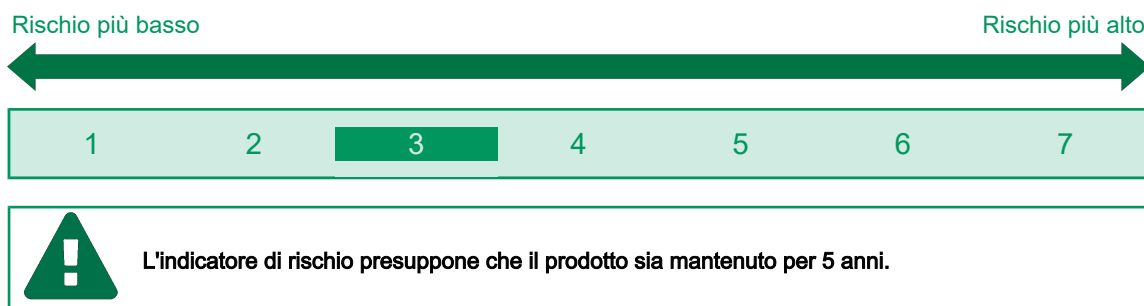 Rischio più basso Rischio più alto
1 2 3 4 5 6 7
! L'indicatore di rischio presuppone che il prodotto sia mantenuto per 5 anni.